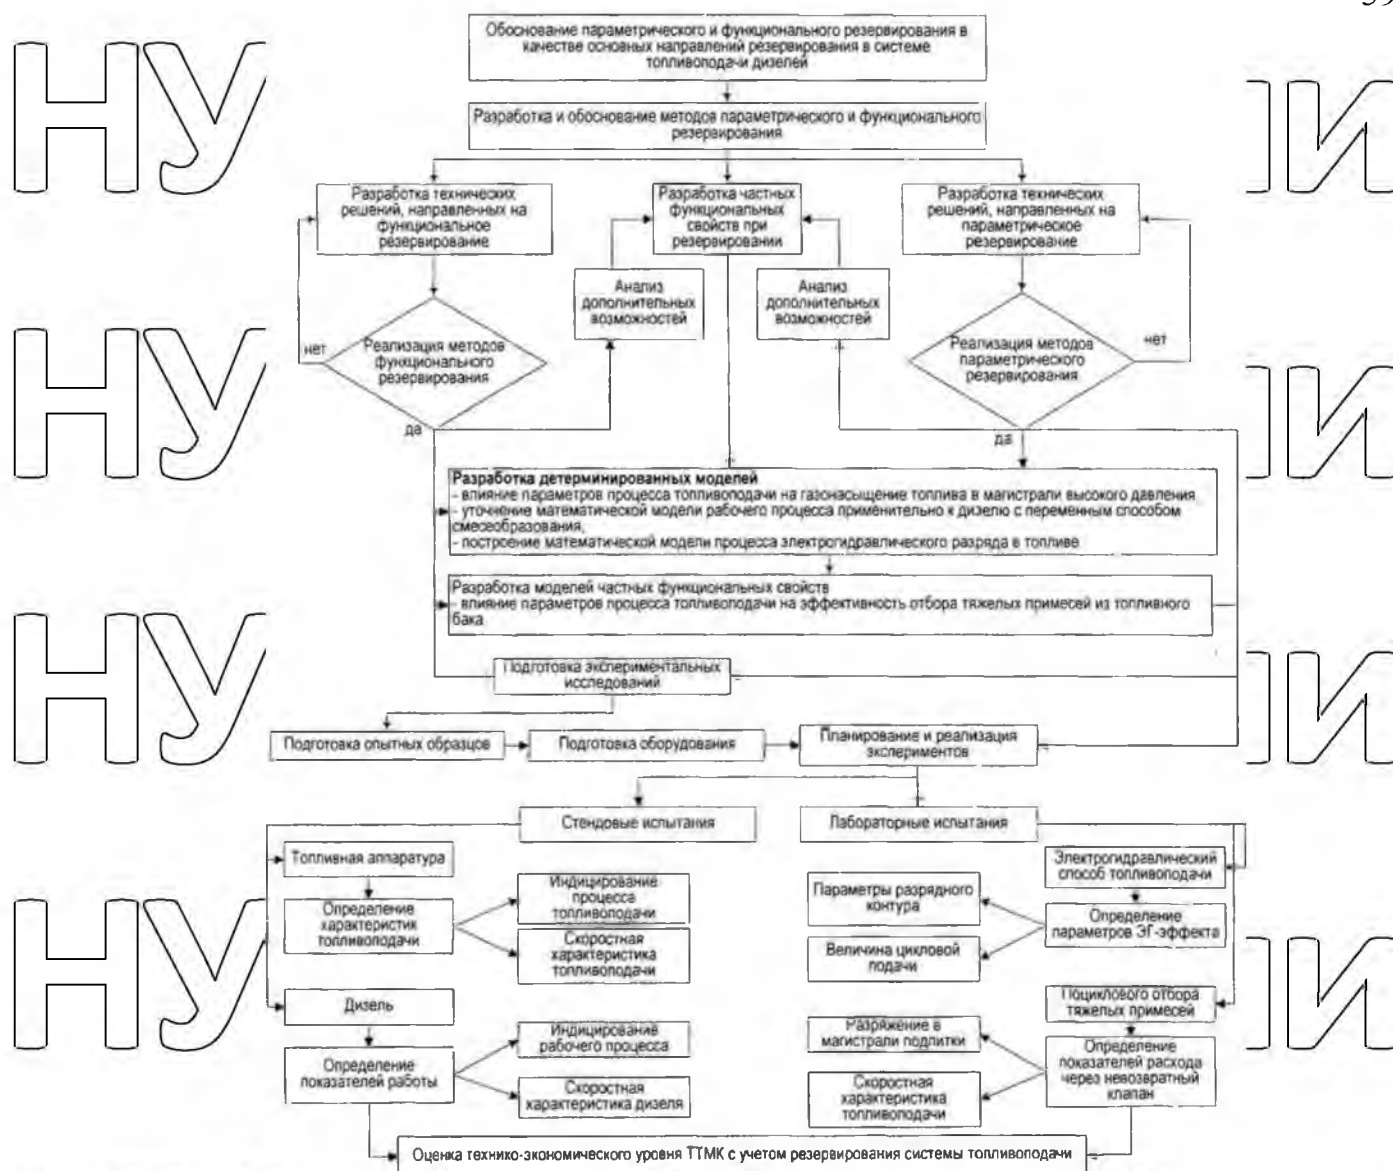 Обоснование параметрического и функционального резервирования в
качестве основных направлений резервирования в системе
топливоподачи дизелей
Разработка и обоснование методов параметрического и функционального
резервирования
Разработка технических
решений, направленных на
функциональное
резервирование
Разработка частных
функциональных
свойств при
резервировании
Разработка технических
решений, направленных на
параметрическое
резервирование
Анализ
дополнительных
возможностей
Анализ
дополнительных
возможностей
нет
Реализация методов
функционального
резервирования
Реализация методов
параметрического
резервирования
нет
да
да
Разработка детерминированных моделей
- влияние параметров процесса топливоподачи на газонасыщение топлива в магистрали высокого давления
- уточнение математической модели рабочего процесса применительно к дизелю с переменным способом
смесеобразования,
- построение математической модели процесса электрогидравлического разряда в топливе
Разработка моделей частных функциональных свойств
- влияние параметров процесса топливоподачи на эффективность отбора тяжелых примесей из топливного
бака
Подготовка экспериментальных
исследований
Подготовка опытных образцов
Подготовка оборудования
Планирование и реализация
экспериментов
Стендовые испытания
Лабораторные испытания
Топливная аппаратура
Определение
характеристик
топливоподачи
Индицирование
процесса
топливоподачи
Скоростная
характеристика
топливоподачи
Параметры разрядного
контура
Величина цикловой
подачи
Электрогидравлический
способ топливоподачи
Определение
параметров ЭГ-эффекта
Дизель
Определение
показателей работы
Индицирование
рабочего процесса
Скоростная
характеристика дизеля
Разряжение в
магистрали подпитки
Скоростная
характеристика
топливоподачи
Поциклового отбора
тяжелых примесей
Определение
показателей расхода
через невозвратный
клапан
Оценка технико-экономического уровня ТТМК с учетом резервирования системы топливоподачи
НУ
И
НУ
И
НУ
И
НУ
И